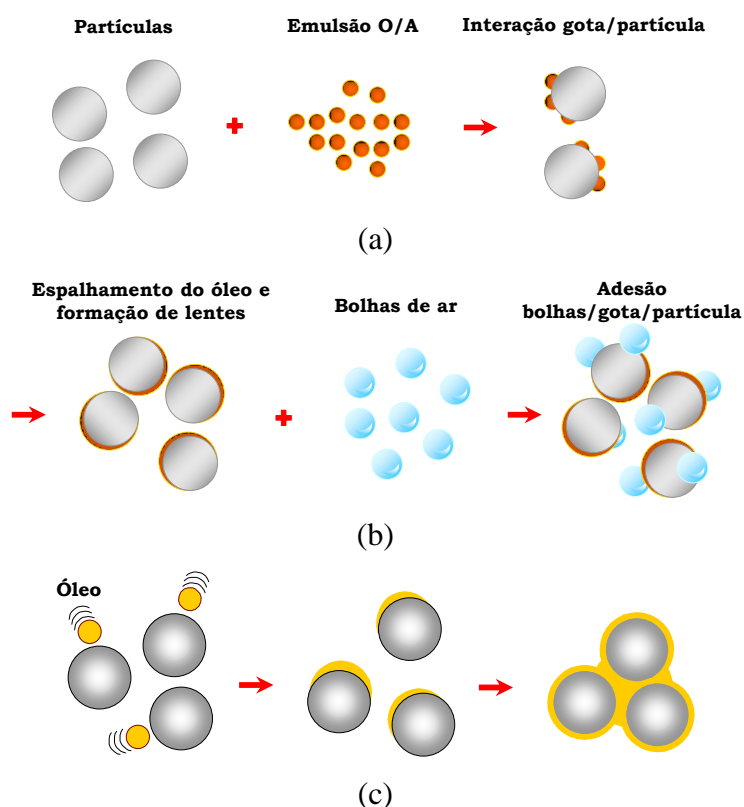 Partículas
Emulsão O/A
Interação gota/partícula
(a)
Espalhamento do óleo e
formação de lentes
Bolhas de ar
Adesão
bolhas/gota/partícula
(b)
Óleo
(c)